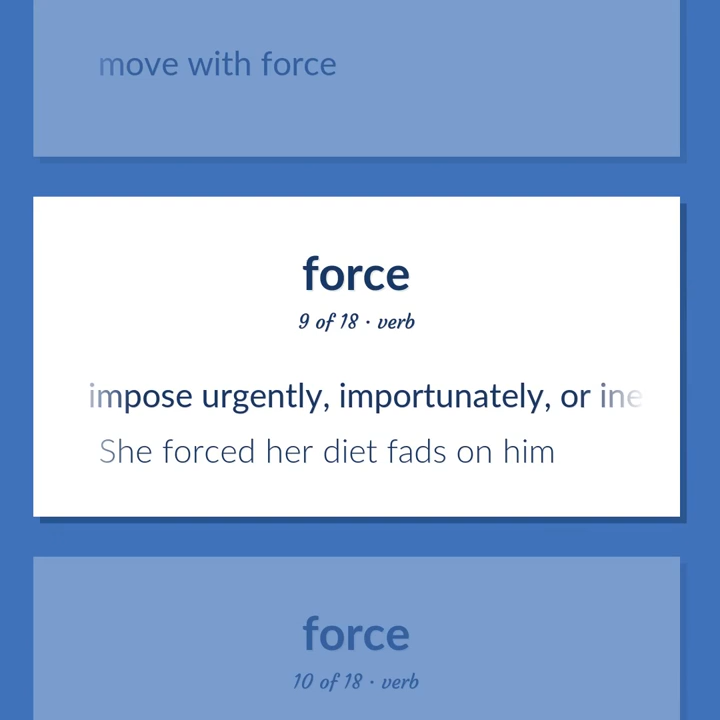 move with force
force
9 of 18 · verb
impose urgently, importunately, or
She forced her diet fads on him
force
10 of 18 · verb